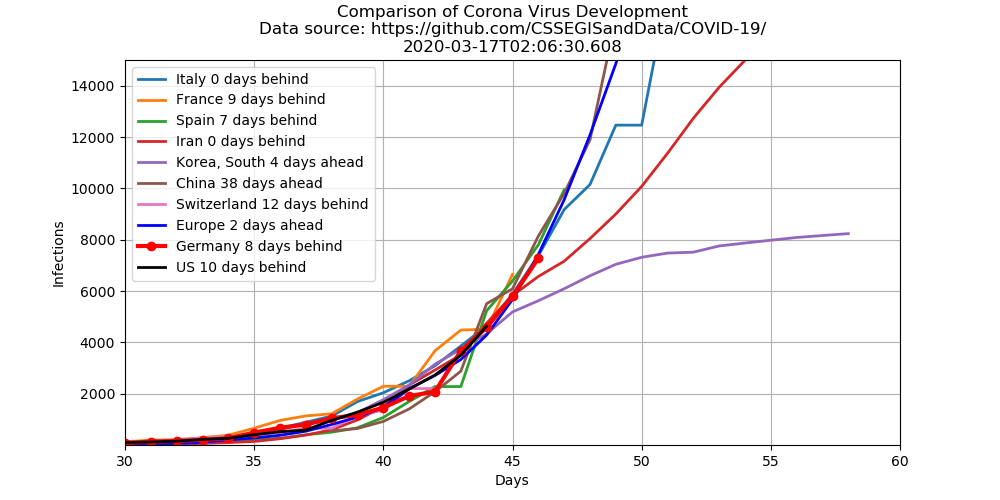 Comparison of Corona Virus Development
Data source: https://github.com/CSSEGISandData/COVID-19/
2020-03-17T02:06:30.608
Italy 0 days behind
France 9 days behind
Spain 7 days behind
Iran 0 days behind
Korea, South 4 days ahead
China 38 days ahead
Switzerland 12 days behind
Europe 2 days ahead
Germany 8 days behind
US 10 days behind
14000
12000
10000
8000
6000
4000
2000
Infections
30 35 40 45 50 55 60
Days